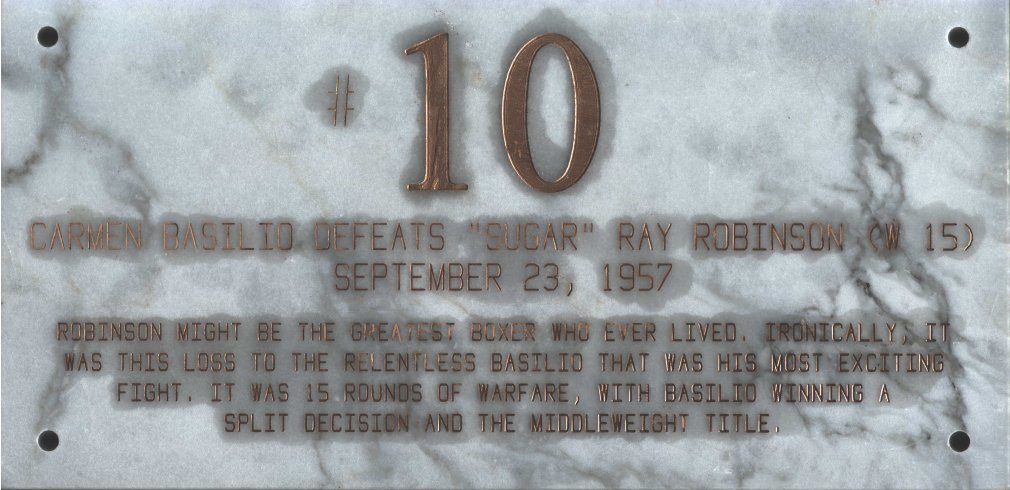 #10
CARMEN BASILIO DEFEATS "SUGAR" RAY ROBINSON (W 15)
SEPTEMBER 23, 1957
ROBINSON MIGHT BE THE GREATEST BOXER WHO EVER LIVED. IRONICALLY, IT
WAS THIS LOSS TO THE RELENTLESS BASILIO THAT WAS HIS MOST EXCITING
FIGHT. IT WAS 15 ROUNDS OF WARFARE, WITH BASILIO WINNING A
SPLIT DECISION AND THE MIDDLEWEIGHT TITLE.